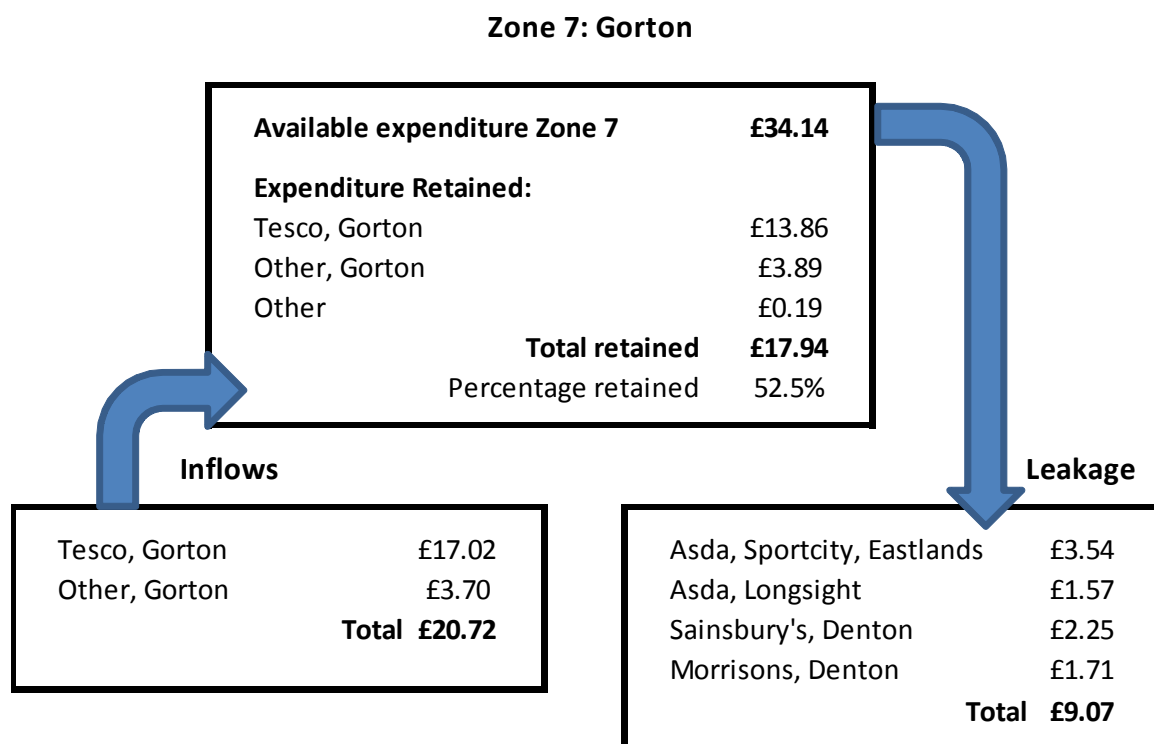 Zone 7: Gorton
Available expenditure Zone 7 £34.14
Expenditure Retained:
Tesco, Gorton £13.86
Other, Gorton £3.89
Other £0.19
Total retained £17.94
Percentage retained 52.5%
Inflows
Tesco, Gorton £17.02
Other, Gorton £3.70
Total £20.72
Leakage
Asda, Sportcity, Eastlands £3.54
Asda, Longsight £1.57
Sainsbury's, Denton £2.25
Morrisons, Denton £1.71
Total £9.07